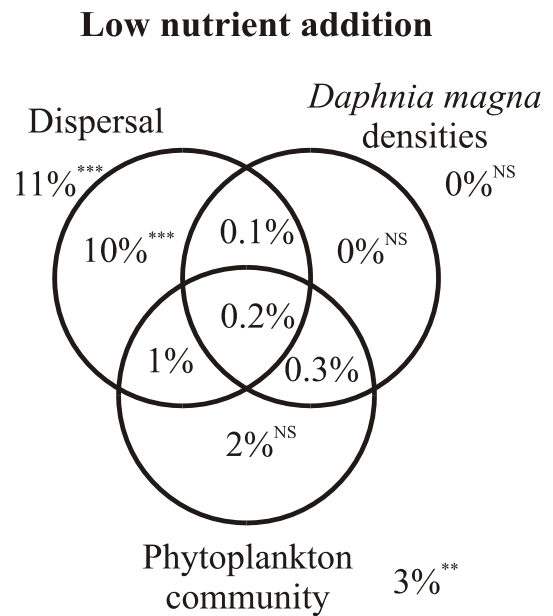 Low nutrient addition
Daphnia magna
densities
Dispersal
11%***
0%NS
10%***
0.1%
0%NS
0.2%
1%
0.3%
2%NS
Phytoplankton
community
3%**